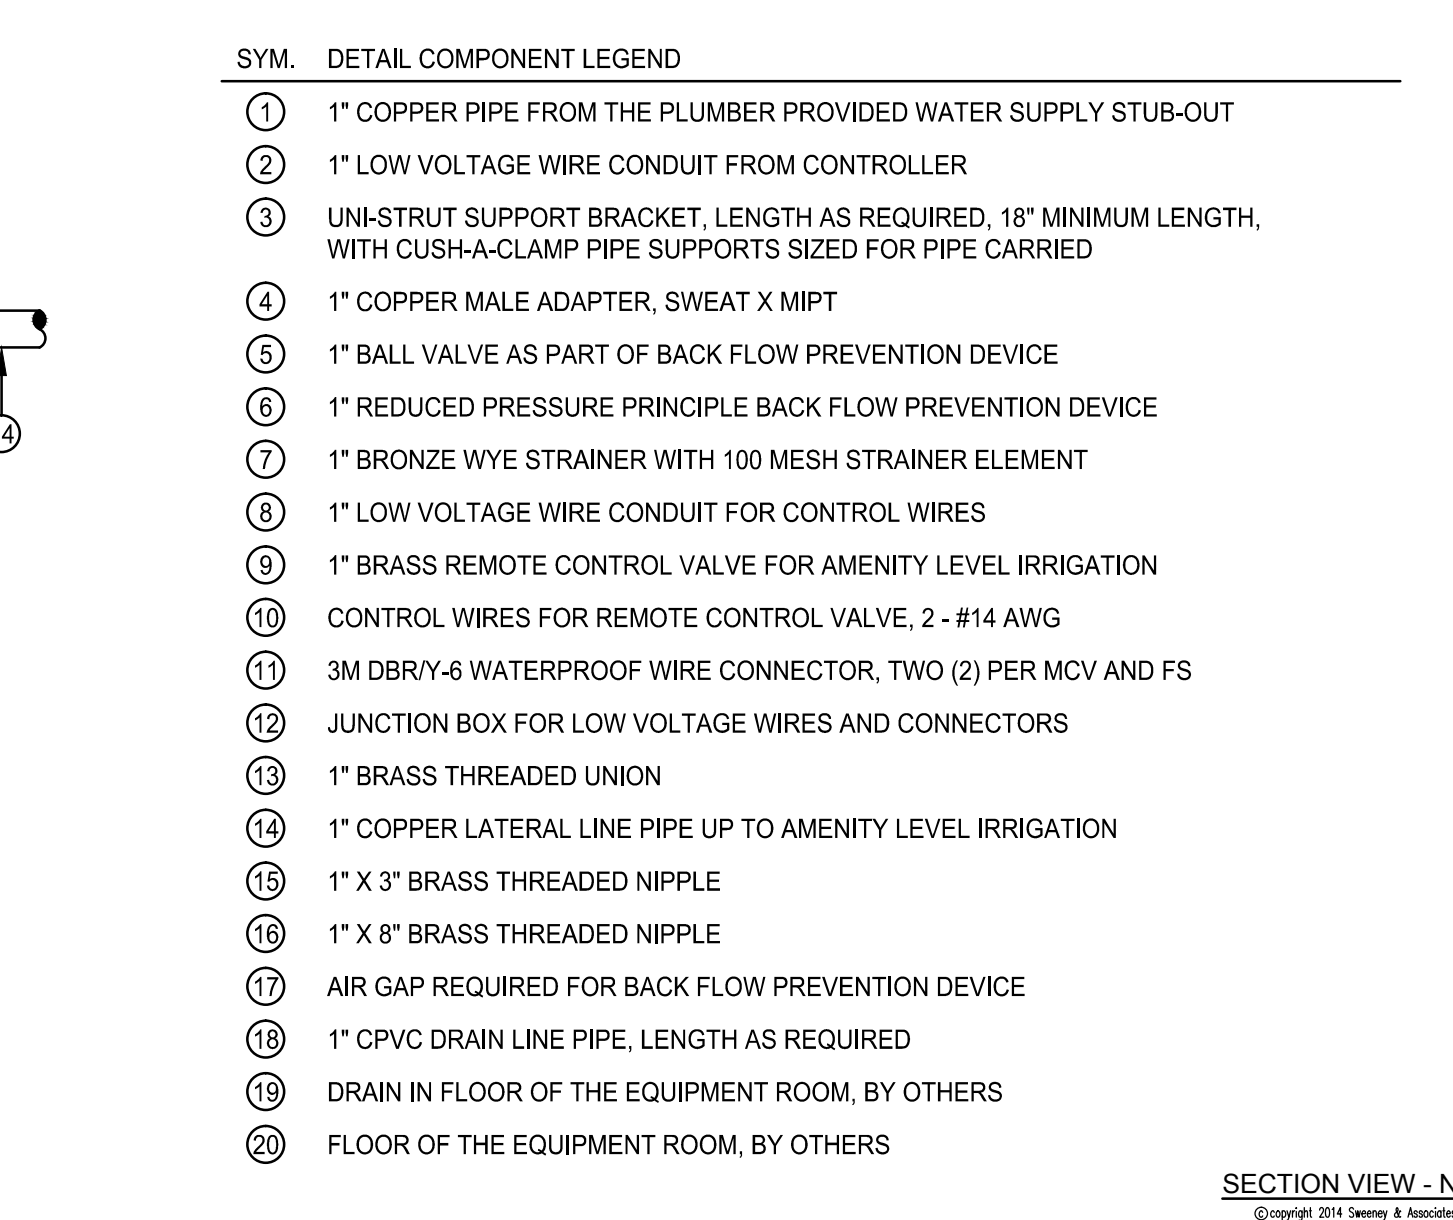 SYM. DETAIL COMPONENT LEGEND
1 1" COPPER PIPE FROM THE PLUMBER PROVIDED WATER SUPPLY STUB-OUT
2 1" LOW VOLTAGE WIRE CONDUIT FROM CONTROLLER
3 UNI-STRUT SUPPORT BRACKET, LENGTH AS REQUIRED, 18" MINIMUM LENGTH,
WITH CUSH-A-CLAMP PIPE SUPPORTS SIZED FOR PIPE CARRIED
4 1" COPPER MALE ADAPTER, SWEAT X MIPT
5 1" BALL VALVE AS PART OF BACK FLOW PREVENTION DEVICE
6 1" REDUCED PRESSURE PRINCIPLE BACK FLOW PREVENTION DEVICE
4
7 1" BRONZE WYE STRAINER WITH 100 MESH STRAINER ELEMENT
8 1" LOW VOLTAGE WIRE CONDUIT FOR CONTROL WIRES
9 1" BRASS REMOTE CONTROL VALVE FOR AMENITY LEVEL IRRIGATION
10 CONTROL WIRES FOR REMOTE CONTROL VALVE, 2 - #14 AWG
11 3M DBR/Y-6 WATERPROOF WIRE CONNECTOR, TWO (2) PER MCV AND FS
12 JUNCTION BOX FOR LOW VOLTAGE WIRES AND CONNECTORS
13 1" BRASS THREADED UNION
14 1" COPPER LATERAL LINE PIPE UP TO AMENITY LEVEL IRRIGATION
15 1" X 3" BRASS THREADED NIPPLE
16 1" X 8" BRASS THREADED NIPPLE
17 AIR GAP REQUIRED FOR BACK FLOW PREVENTION DEVICE
18 1" CPVC DRAIN LINE PIPE, LENGTH AS REQUIRED
19 DRAIN IN FLOOR OF THE EQUIPMENT ROOM, BY OTHERS
20 FLOOR OF THE EQUIPMENT ROOM, BY OTHERS
SECTION VIEW - N
© copyright 2014 Sweeney & Associates